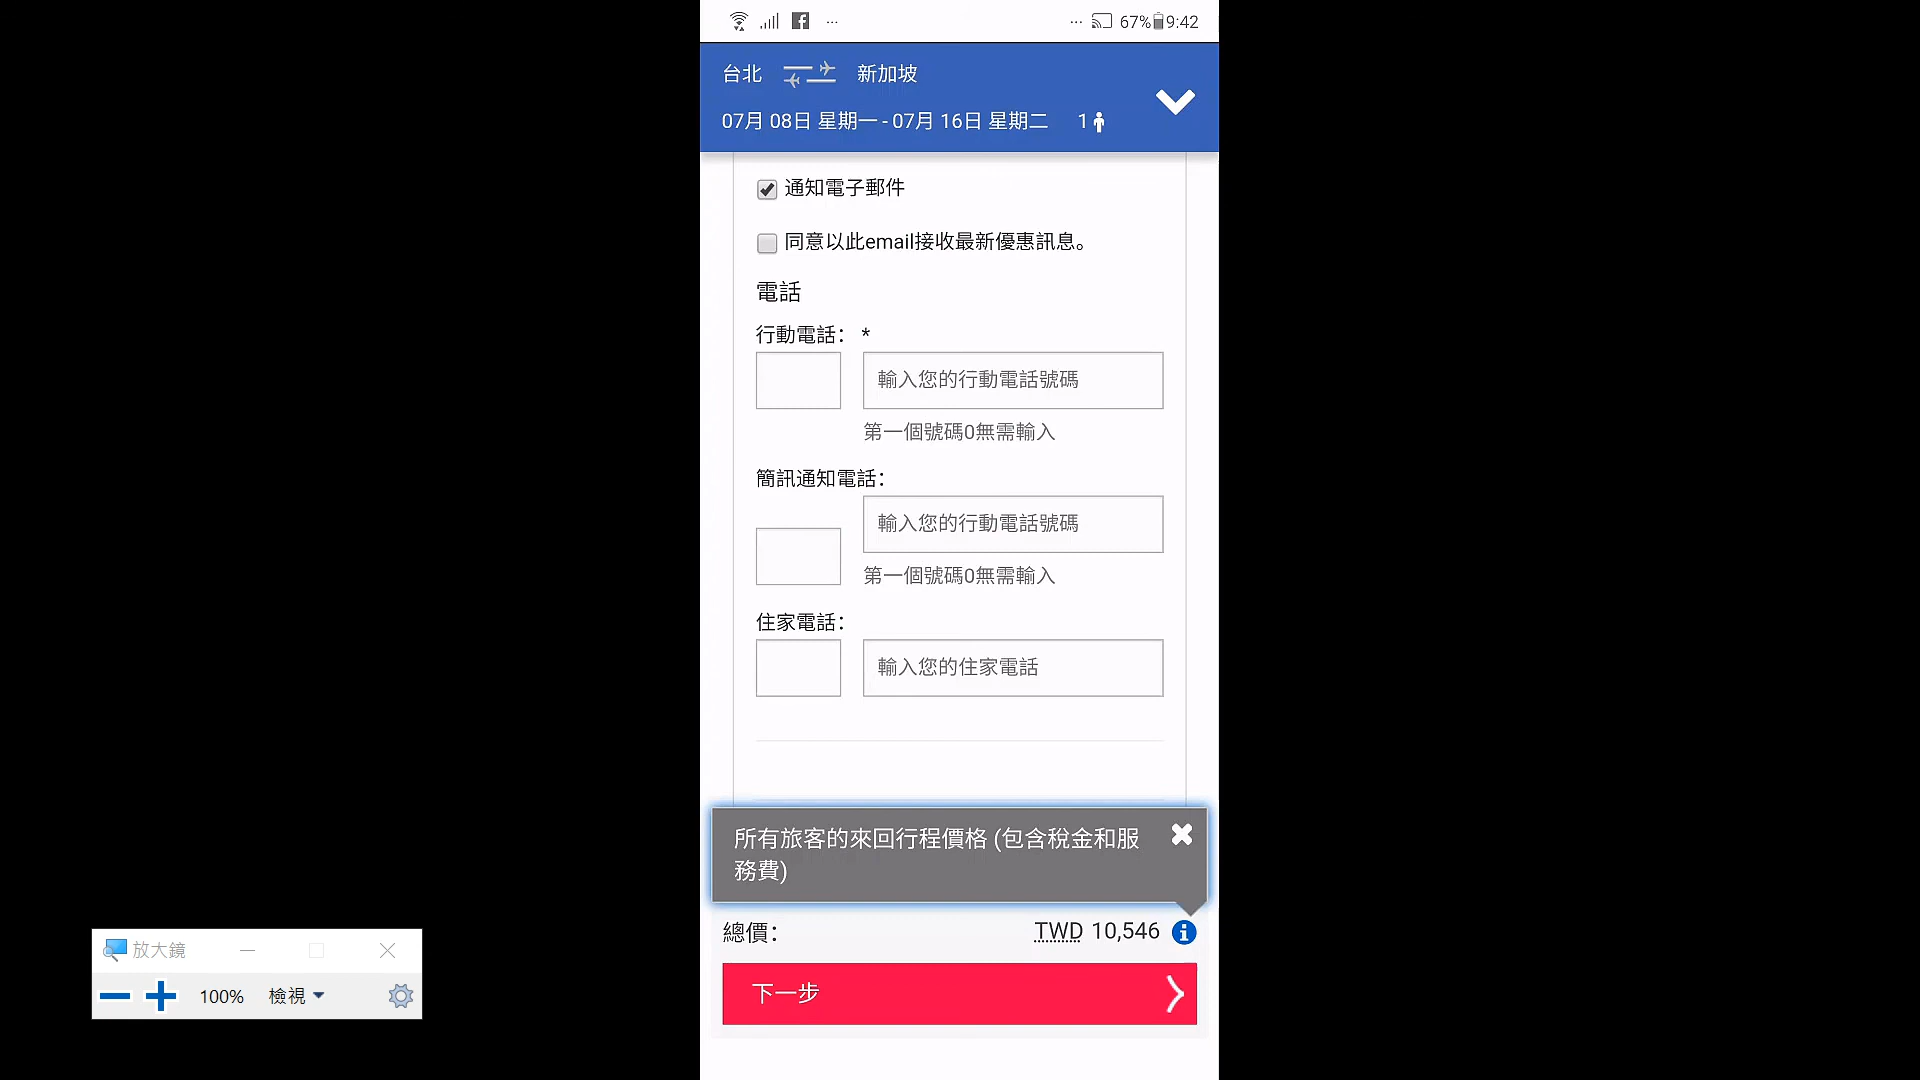 67% 9:42
台北 新加坡
07月 08日 星期一 - 07月 16日 星期二 1
通知電子郵件
同意以此email接收最新優惠訊息。
電話
行動電話: *
輸入您的行動電話號碼
第一個號碼0無需輸入
簡訊通知電話:
輸入您的行動電話號碼
第一個號碼0無需輸入
住家電話:
輸入您的住家電話
所有旅客的來回行程價格 (包含稅金和服
務費)
總價: TWD 10,546
下一步
放大鏡
100% 檢視